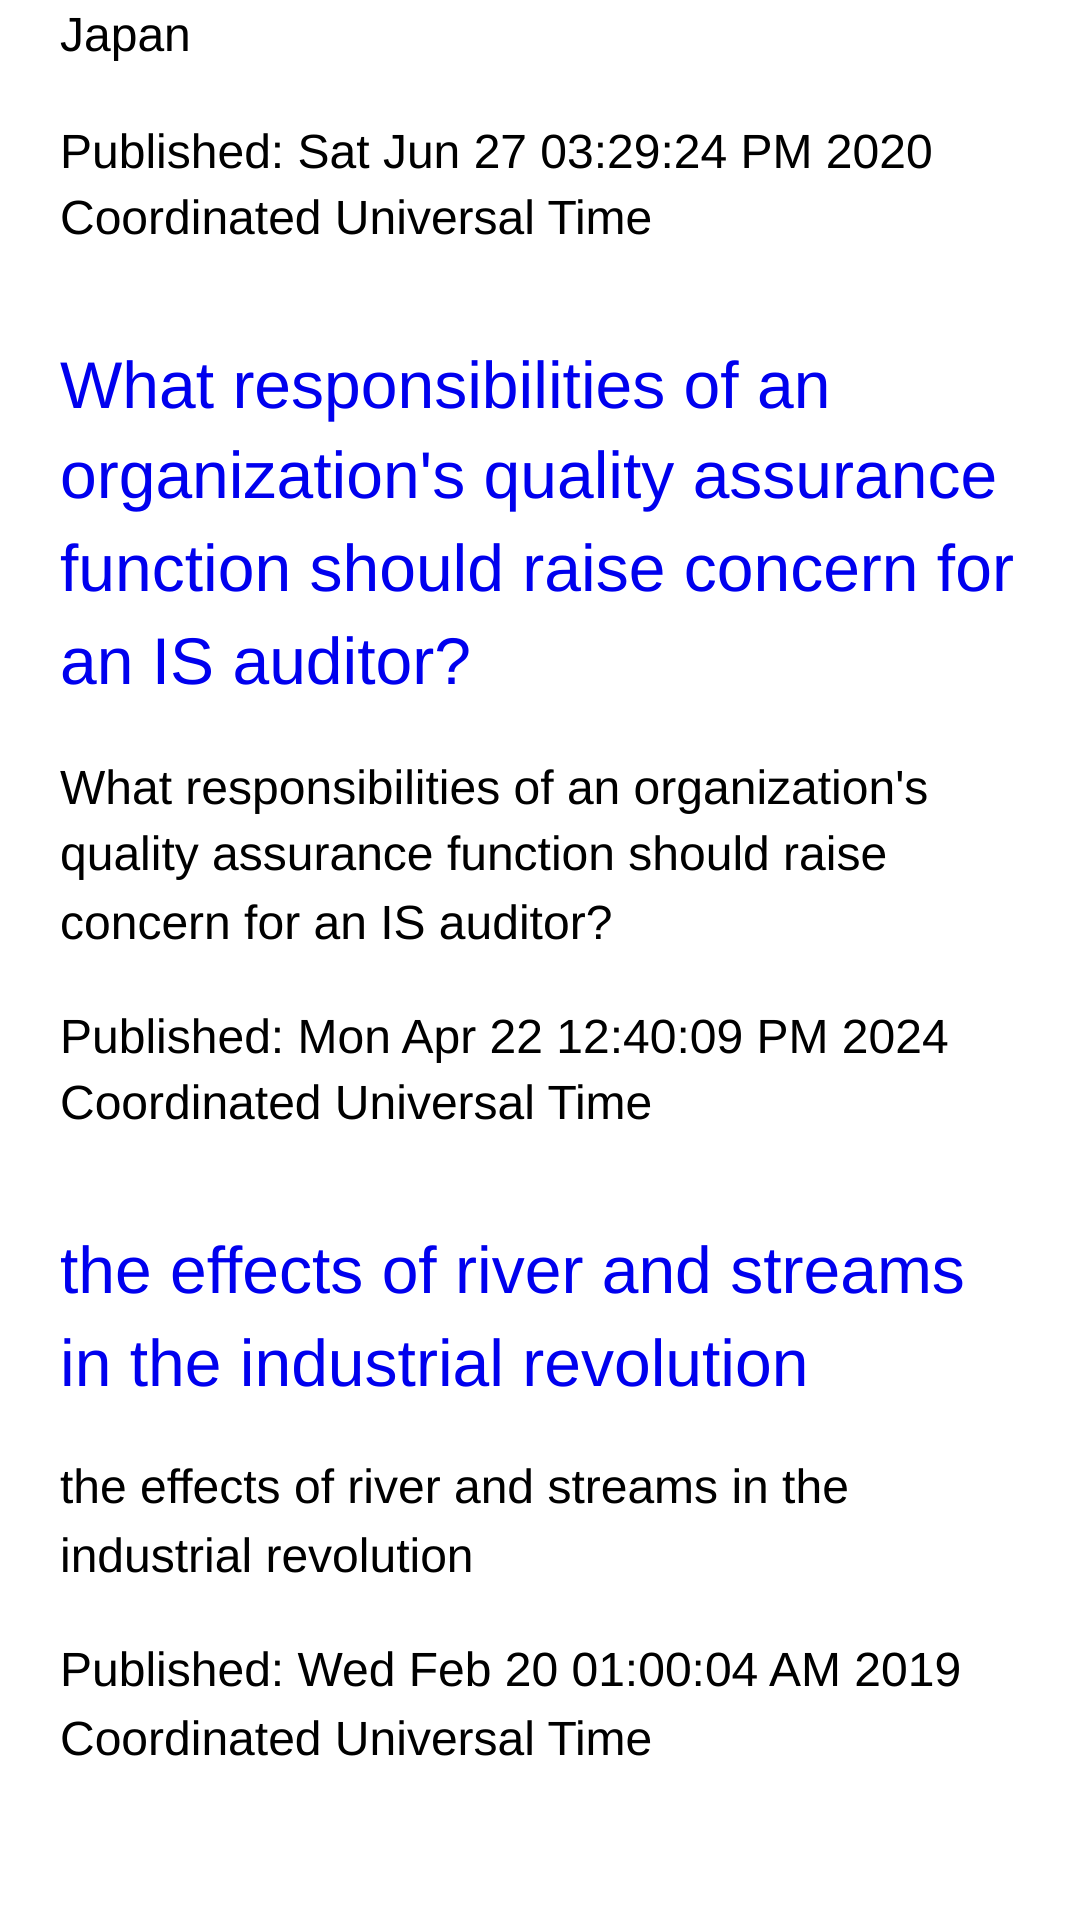 Japan
Published: Sat Jun 27 03:29:24 PM 2020
Coordinated Universal Time
What responsibilities of an
organization's quality assurance
function should raise concern for
an IS auditor?
What responsibilities of an organization's
quality assurance function should raise
concern for an IS auditor?
Published: Mon Apr 22 12:40:09 PM 2024
Coordinated Universal Time
the effects of river and streams
in the industrial revolution
the effects of river and streams in the
industrial revolution
Published: Wed Feb 20 01:00:04 AM 2019
Coordinated Universal Time